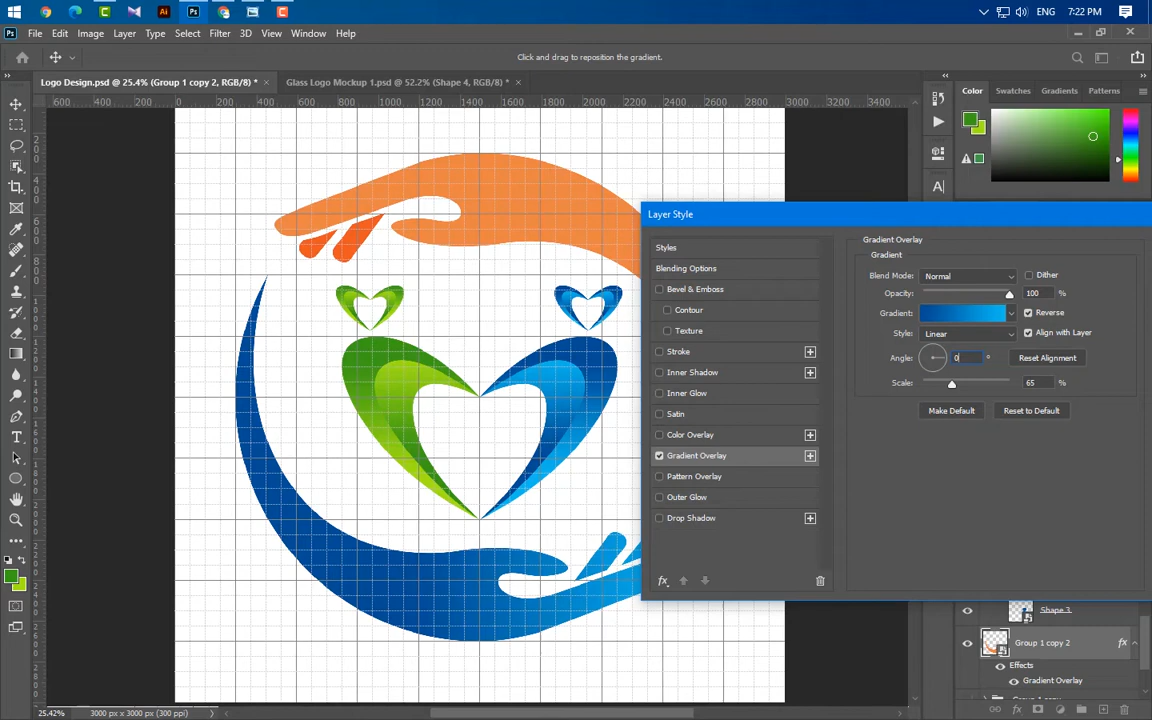 ENG
7:22 PM
File Edit Image Layer Type Select Filter 3D View Window Help
Click and drag to reposition the gradient.
Logo Design.psd @ 25.4% (Group 1 copy 2, RGB/8) *
Glass Logo Mockup 1.psd @ 52.2% (Shape 4, RGB/8) *
Color Swatches Gradients Patterns
600 400 200 0 200 400 600 800 1000 1200 1400 1600 1800 2000 2200 2400 2600 2800 3000 3200 3400
Layer Style
Styles
Blending Options
Bevel & Emboss
Contour
Texture
Stroke
Inner Shadow
Inner Glow
Satin
Color Overlay
Gradient Overlay
Pattern Overlay
Outer Glow
Drop Shadow
fx
Gradient Overlay
Gradient
Blend Mode: Normal Dither
Opacity: 100 %
Gradient: Reverse
Style: Linear Align with Layer
Angle: 0 ° Reset Alignment
Scale: 65 %
Make Default Reset to Default
Shape 3
Group 1 copy 2 fx
Effects
Gradient Overlay
25.42% 3000 px x 3000 px (300 ppi)